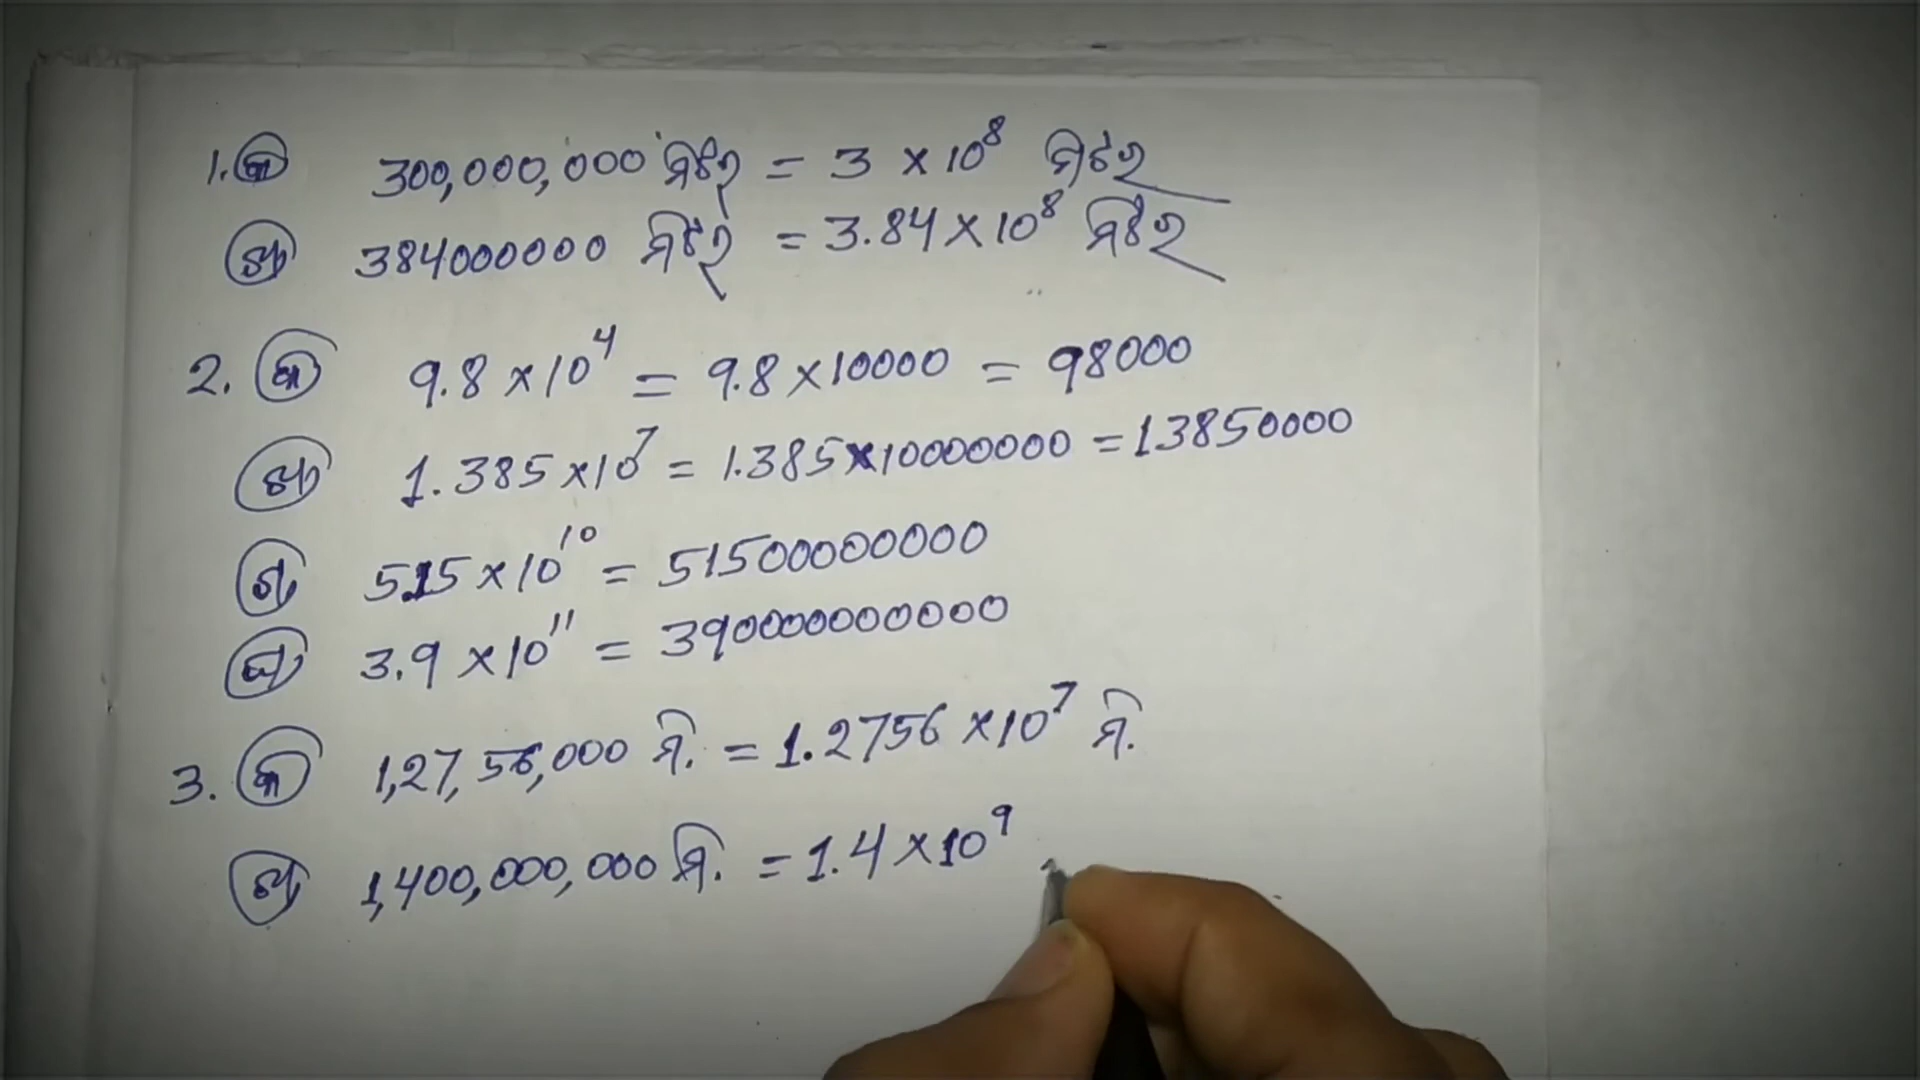 1. କ 300,000,000 ମିଟର = 3 × 10⁸ ମିଟର
ଖ 384000000 ମିଟର = 3.84 × 10⁸ ମିଟର
2. କ 9.8 × 10⁴ = 9.8 × 10000 = 98000
ଖ 1.385 × 10⁷ = 1.385 × 10000000 = 13850000
ଗ 5.15 × 10¹⁰ = 51500000000
ଘ 3.9 × 10¹¹ = 390000000000
3. କ 1,27,56,000 ମି. = 1.2756 × 10⁷ ମି.
ଖ 1,400,000,000 ମି. = 1.4 × 10⁹